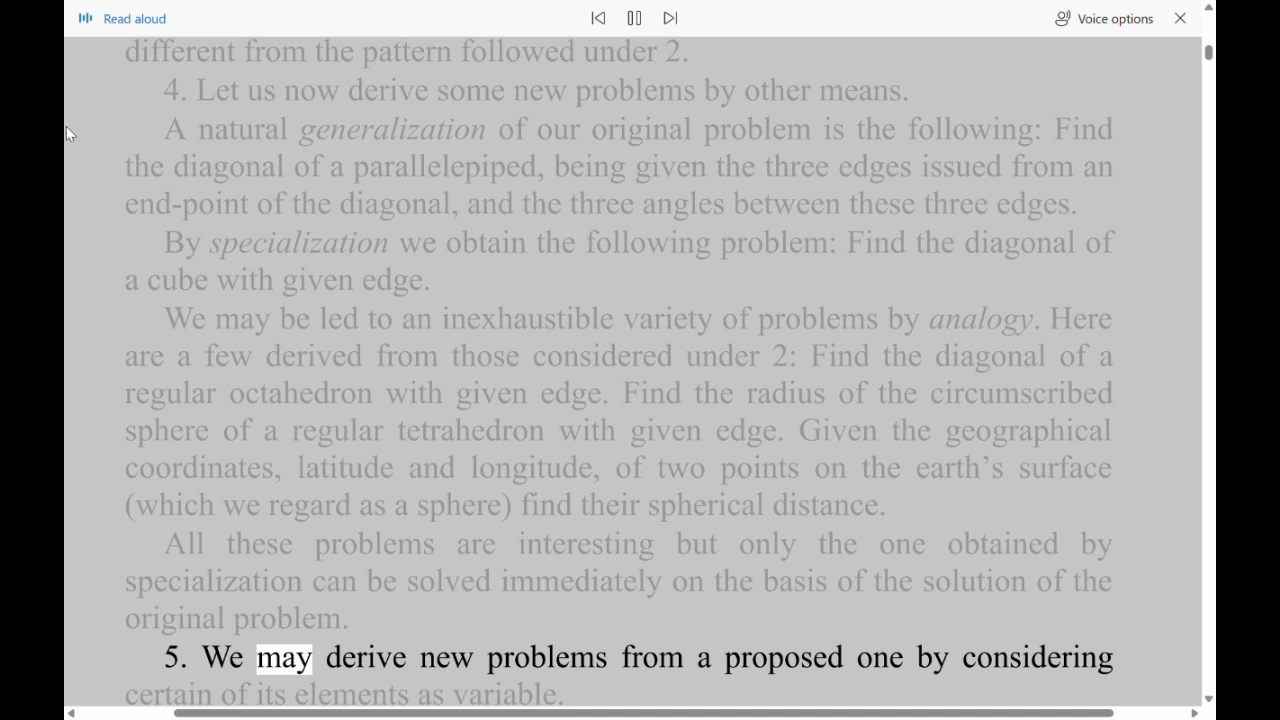 Read aloud
Voice options
different from the pattern followed under 2.
4. Let us now derive some new problems by other means.
A natural generalization of our original problem is the following: Find
the diagonal of a parallelepiped, being given the three edges issued from an
end-point of the diagonal, and the three angles between these three edges.
By specialization we obtain the following problem: Find the diagonal of
a cube with given edge.
We may be led to an inexhaustible variety of problems by analogy. Here
are a few derived from those considered under 2: Find the diagonal of a
regular octahedron with given edge. Find the radius of the circumscribed
sphere of a regular tetrahedron with given edge. Given the geographical
coordinates, latitude and longitude, of two points on the earth’s surface
(which we regard as a sphere) find their spherical distance.
All these problems are interesting but only the one obtained by
specialization can be solved immediately on the basis of the solution of the
original problem.
5. We may derive new problems from a proposed one by considering
certain of its elements as variable.